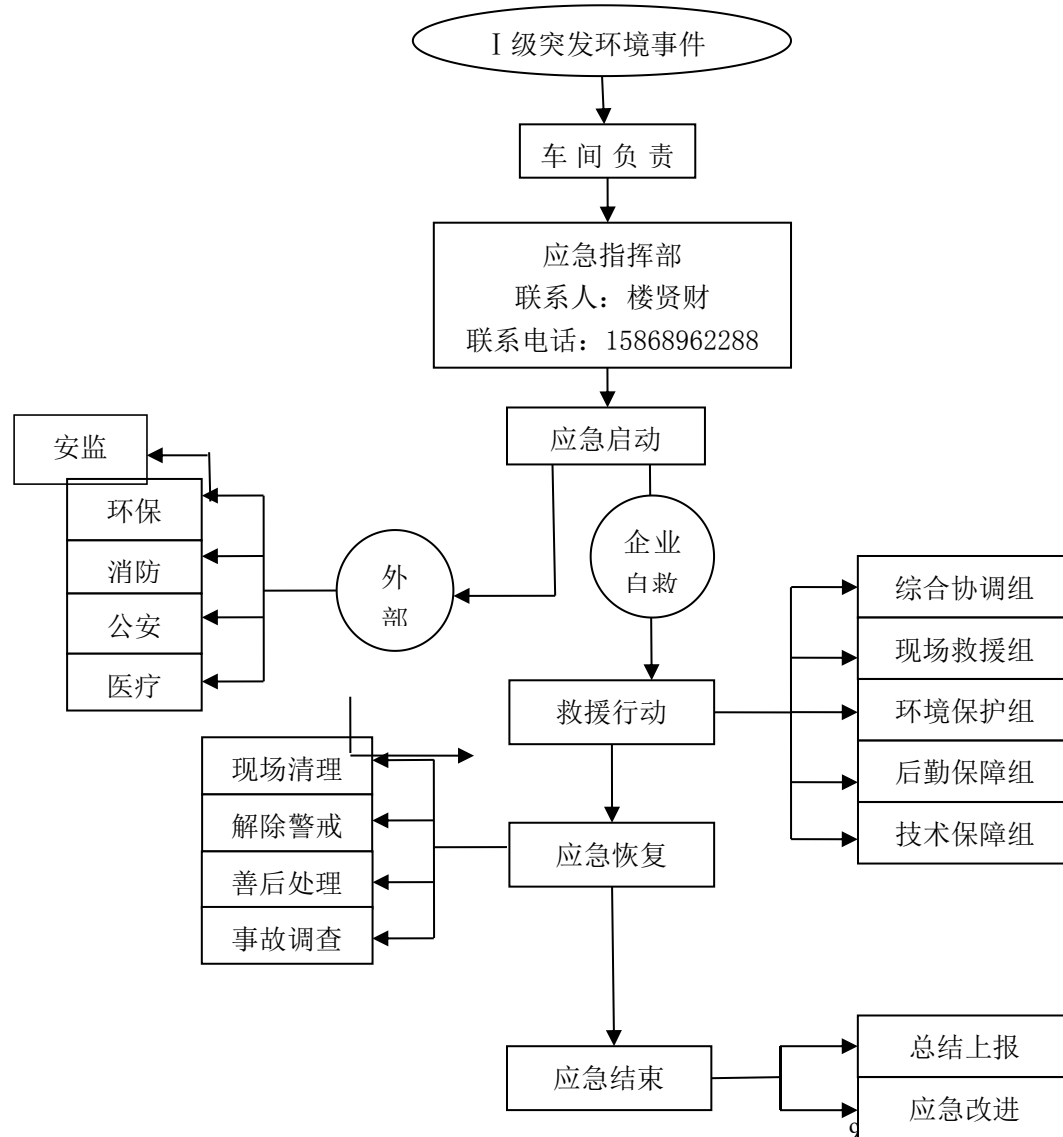 Ⅰ级突发环境事件
车间负责
应急指挥部
联系人：楼贤财
联系电话：15868962288
应急启动
安监
环保
消防
公安
医疗
外
部
企业
自救
综合协调组
现场救援组
环境保护组
后勤保障组
技术保障组
救援行动
现场清理
解除警戒
善后处理
事故调查
应急恢复
应急结束
总结上报
应急改进
9